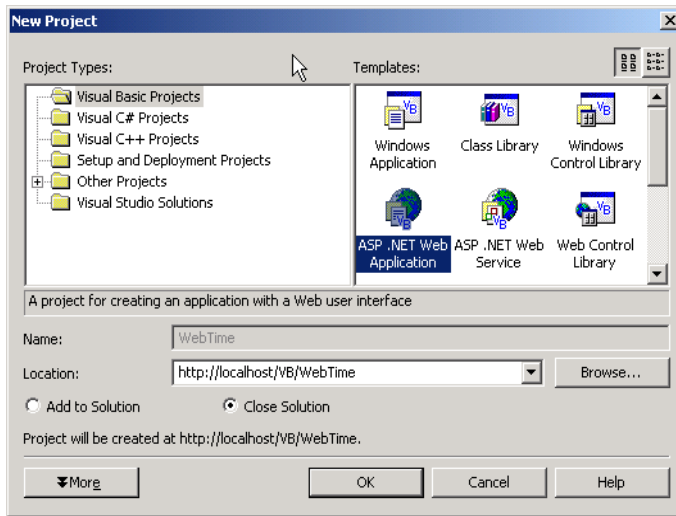 New Project
Project Types:
Templates:
Visual Basic Projects
Visual C# Projects
Visual C++ Projects
Setup and Deployment Projects
Other Projects
Visual Studio Solutions
Windows Application
Class Library
Windows Control Library
ASP .NET Web Application
ASP .NET Web Service
Web Control Library
A project for creating an application with a Web user interface
Name:
WebTime
Location:
http://localhost/VB/WebTime
Browse...
Add to Solution
Close Solution
Project will be created at http://localhost/VB/WebTime.
More
OK
Cancel
Help